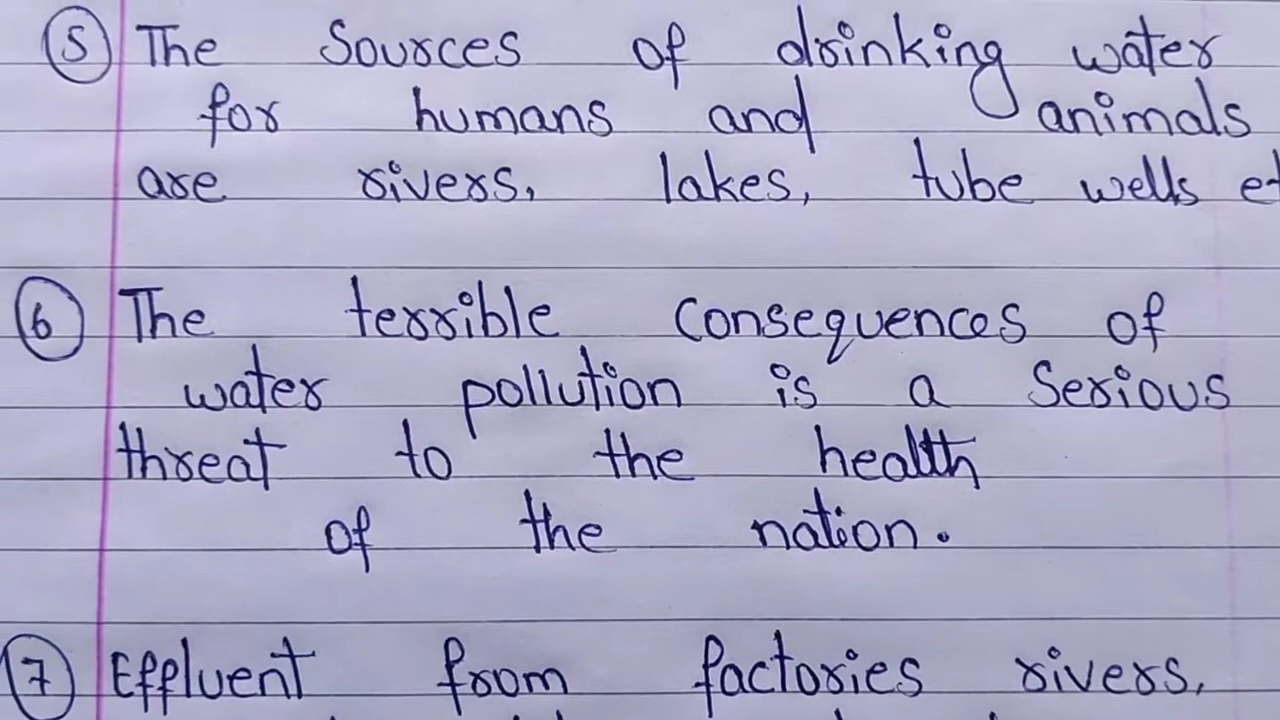 5 The Sources of drinking water
for humans and animals
are rivers, lakes, tube wells et
6 The terrible consequences of
water pollution is a Serious
threat to the health
of the nation.
7 Effluent from factories rivers,